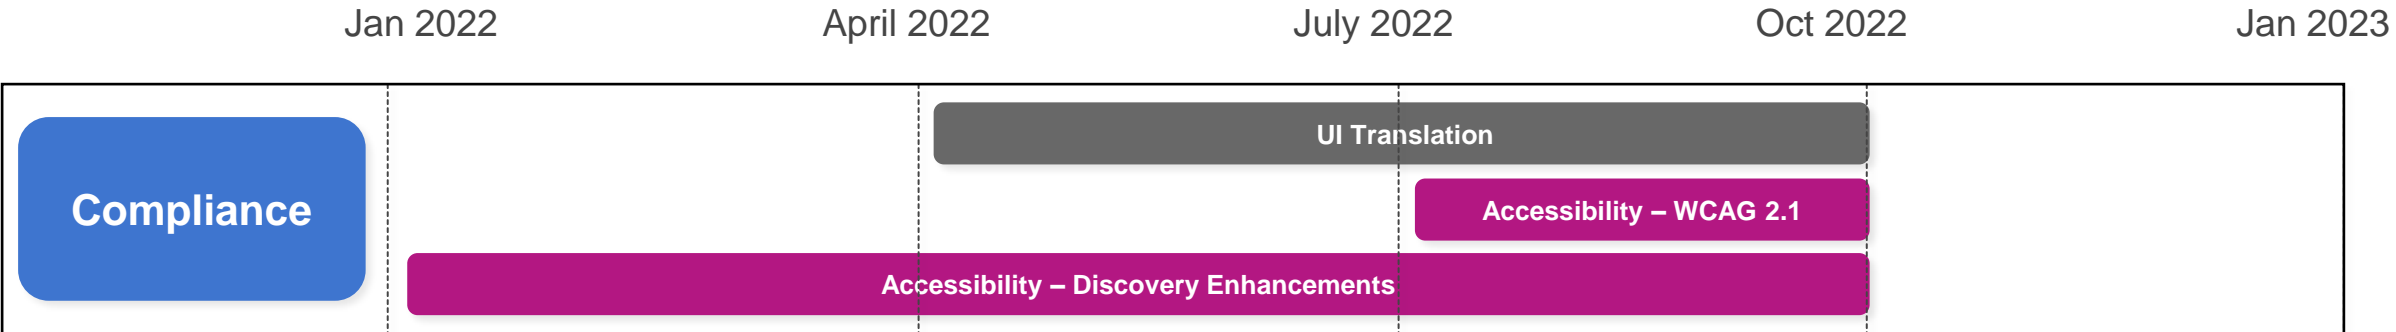 Jan 2022
April 2022
July 2022
Oct 2022
Jan 2023
UI Translation
Compliance
Accessibility – WCAG 2.1
Accessibility – Discovery Enhancements